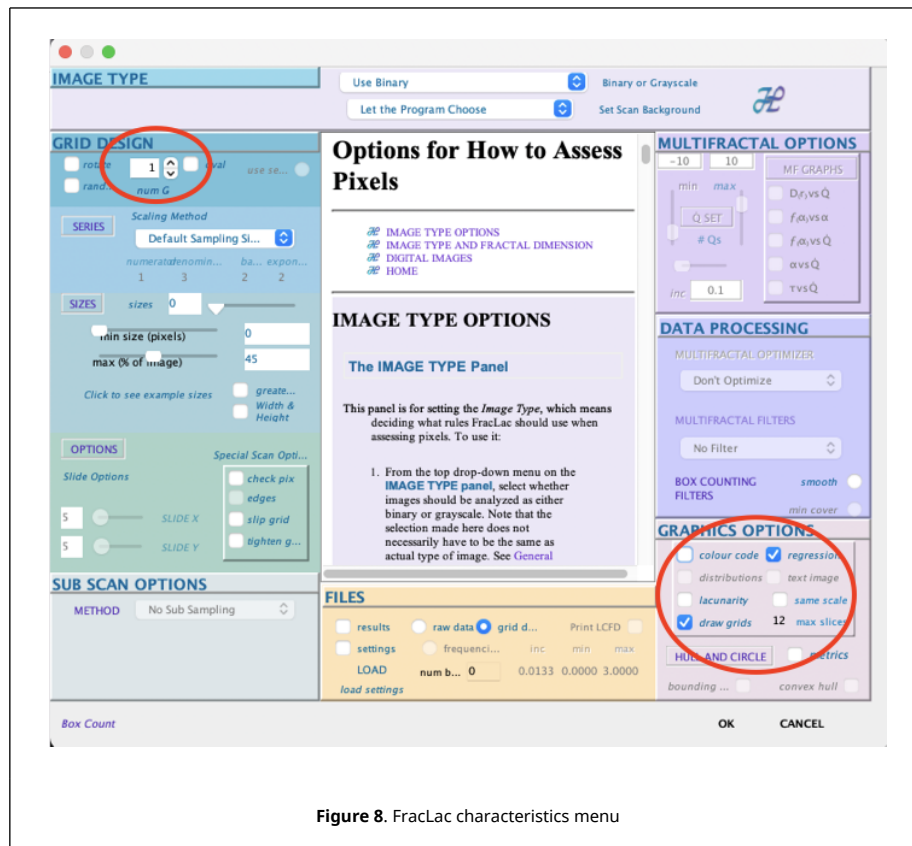 IMAGE TYPE
Use Binary
Binary or Grayscale
Let the Program Choose
Set Scan Background
GRID DESIGN
rotate
1
oval
use se...
rand.
num G
SERIES
Scaling Method
Default Sampling Si...
numerator
denomin...
ba...
expon...
1
3
2
2
SIZES
sizes
0
min size (pixels)
0
max (% of image)
45
Click to see example sizes
greate...
Width &
Height
OPTIONS
Special Scan Opti...
Slide Options
check pix
edges
5
SLIDE X
slip grid
5
SLIDE Y
tighten g...
SUB SCAN OPTIONS
METHOD
No Sub Sampling
Box Count
Options for How to Assess
Pixels
IMAGE TYPE OPTIONS
IMAGE TYPE AND FRACTAL DIMENSION
DIGITAL IMAGES
HOME
IMAGE TYPE OPTIONS
The IMAGE TYPE Panel
This panel is for setting the Image Type, which means
deciding what rules FracLac should use when
assessing pixels. To use it:
1. From the top drop-down menu on the
IMAGE TYPE panel, select whether
images should be analyzed as either
binary or grayscale. Note that the
selection made here does not
necessarily have to be the same as
actual type of image. See General
FILES
results
raw data
grid d...
Print LCFD
settings
frequenci...
inc
min
max
LOAD
num b...
0
0.0133
0.0000
3.0000
load settings
MULTIFRACTAL OPTIONS
-10
10
MF GRAPHS
min
max
D(r)vsQ
Q SET
f(α)vsα
# Qs
f(α)vsQ
αvsQ
inc
0.1
τvsQ
DATA PROCESSING
MULTIFRACTAL OPTIMIZER
Don't Optimize
MULTIFRACTAL FILTERS
No Filter
BOX COUNTING
FILTERS
smooth
min cover
GRAPHICS OPTIONS
colour code
regression
distributions
text image
lacunarity
same scale
draw grids
12
max slices
HULL AND CIRCLE
metrics
bounding ...
convex hull
OK
CANCEL
Figure 8. FracLac characteristics menu